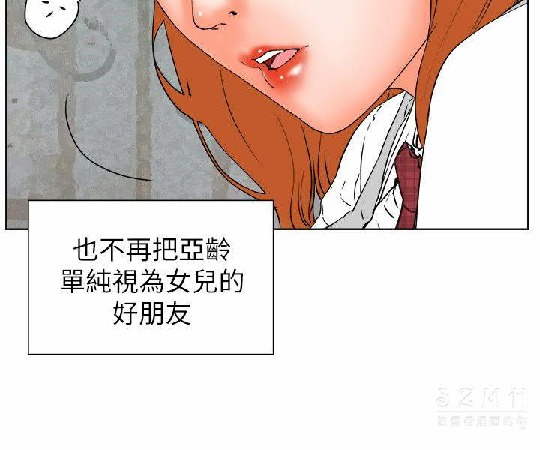 也不再把亞齡
單純視為女兒的
好朋友